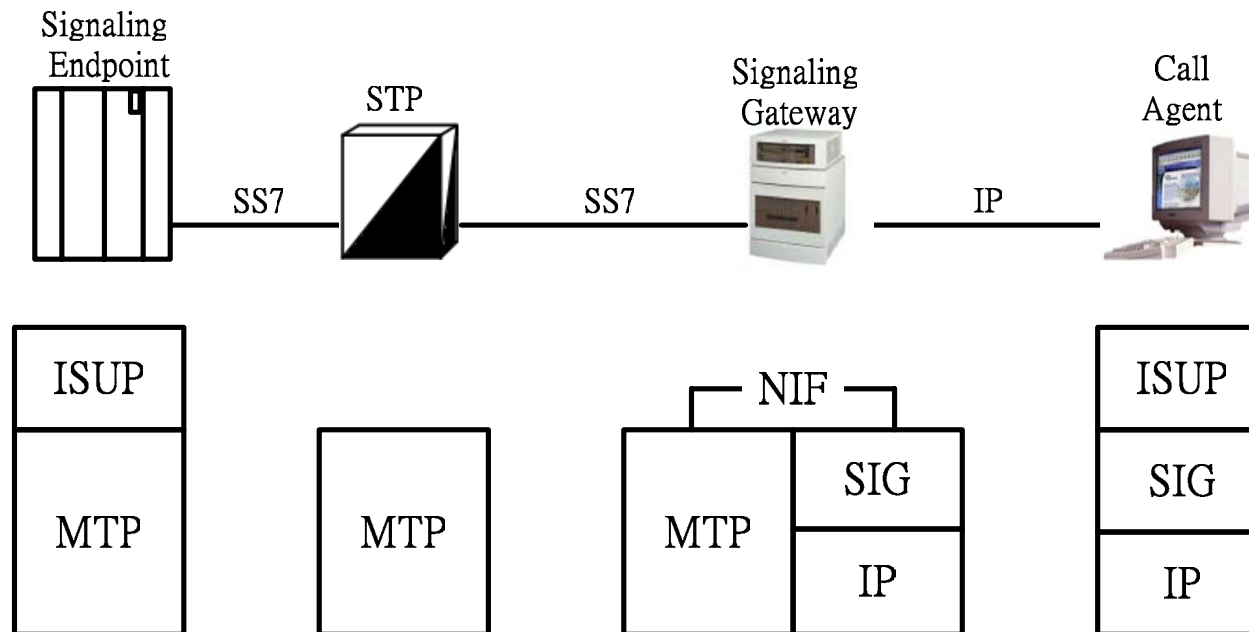 Signaling
Endpoint
STP
Signaling
Gateway
Call
Agent
SS7
SS7
IP
ISUP
MTP
MTP
NIF
MTP
SIG
IP
ISUP
SIG
IP